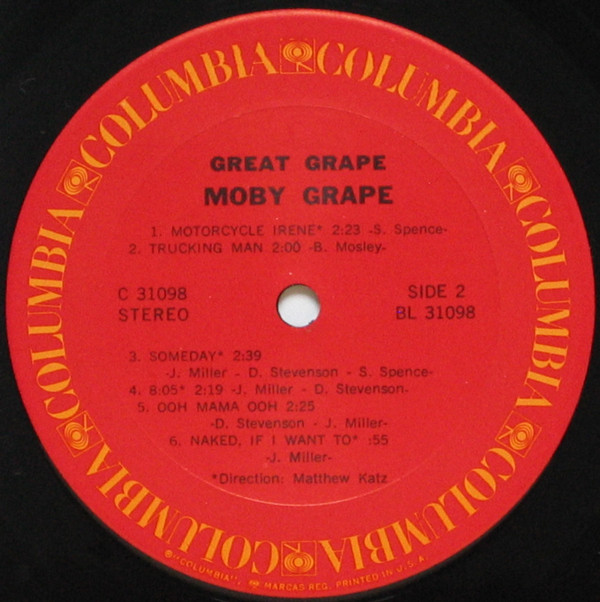 COLUMBIA COLUMBIA COLUMBIA COLUMBIA COLUMBIA COLUMBIA COLUMBIA
GREAT GRAPE
MOBY GRAPE
1. MOTORCYCLE IRENE* 2:23 -S. Spence-
2. TRUCKING MAN 2:00 -B. Mosley-
C 31098
STEREO
SIDE 2
BL 31098
3. SOMEDAY* 2:39
-J. Miller - D. Stevenson - S. Spence-
4. 8:05* 2:19 -J. Miller - D. Stevenson-
5. OOH MAMA OOH 2:25
-D. Stevenson - J. Miller-
6. NAKED, IF I WANT TO* :55
-J. Miller-
*Direction: Matthew Katz
®"COLUMBIA", MARCAS REG. PRINTED IN U.S.A.